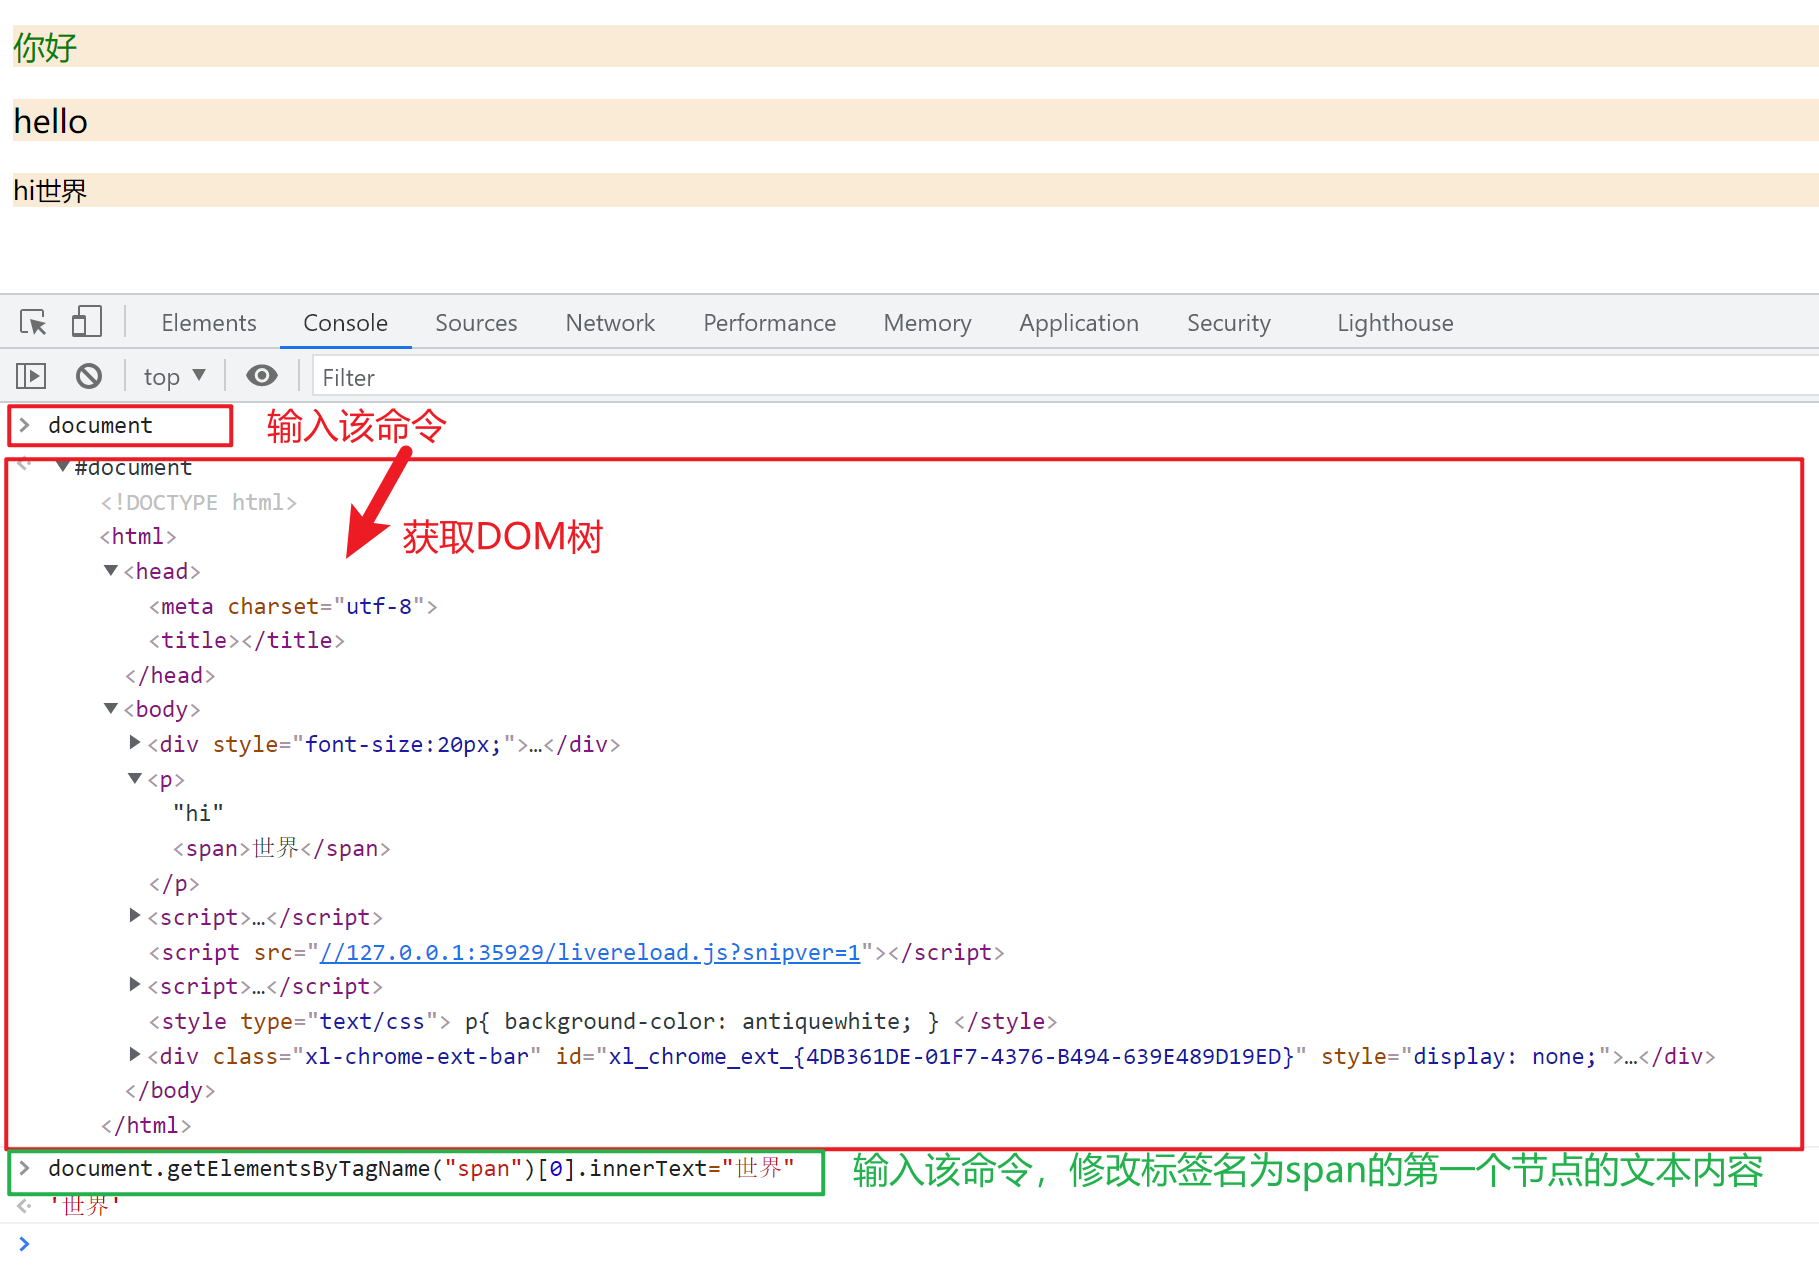 你好
hello
hi世界
Elements Console Sources Network Performance Memory Application Security Lighthouse
top ▼ Filter
> document 输入该命令
▼#document
<!DOCTYPE html>
<html>
获取DOM树
▼<head>
<meta charset="utf-8">
<title></title>
</head>
▼<body>
▶<div style="font-size:20px;">…</div>
▼<p>
"hi"
<span>世界</span>
</p>
▶<script>…</script>
<script src="//127.0.0.1:35929/livereload.js?snipver=1"></script>
▶<script>…</script>
<style type="text/css"> p{ background-color: antiquewhite; } </style>
▶<div class="xl-chrome-ext-bar" id="xl_chrome_ext_{4DB361DE-01F7-4376-B494-639E489D19ED}" style="display: none;">…</div>
</body>
</html>
> document.getElementsByTagName("span")[0].innerText="世界" 输入该命令，修改标签名为span的第一个节点的文本内容
'世界'
>